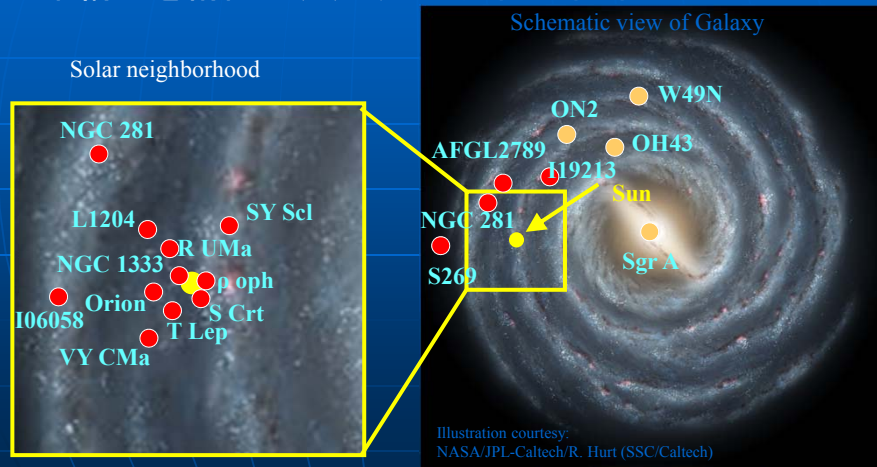 Schematic view of Galaxy
Solar neighborhood
NGC 281
L1204
SY Scl
R UMa
NGC 1333
ρ oph
Orion
S Crt
I06058
T Lep
VY CMa
W49N
ON2
OH43
AFGL2789
I19213
Sun
NGC 281
Sgr A
S269
Illustration courtesy:
NASA/JPL-Caltech/R. Hurt (SSC/Caltech)